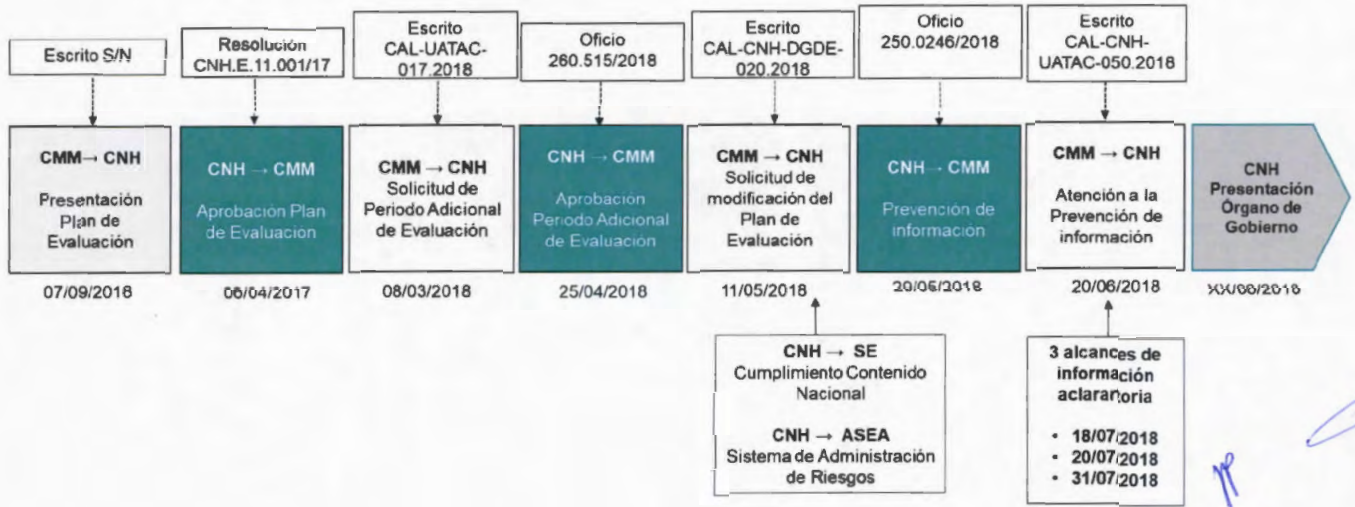 Escrito S/N
Resolución
CNH.E.11.001/17
Escrito
CAL-UATAC-
017.2018
Oficio
260.515/2018
Escrito
CAL-CNH-DGDE-
020.2018
Oficio
250.0246/2018
Escrito
CAL-CNH-
UATAC-050.2018
CMM → CNH
Presentación
Plan de
Evaluación
CNH → CMM
Aprobación Plan
de Evaluación
CMM → CNH
Solicitud de
Periodo Adicional
de Evaluación
CNH → CMM
Aprobación
Periodo Adicional
de Evaluación
CMM → CNH
Solicitud de
modificación del
Plan de
Evaluación
CNH → CMM
Prevención de
información
CMM → CNH
Atención a la
Prevención de
información
CNH
Presentación
Órgano de
Gobierno
07/09/2018
06/04/2017
08/03/2018
25/04/2018
11/05/2018
20/06/2018
XX/08/2018
CNH → SE
Cumplimiento Contenido
Nacional
CNH → ASEA
Sistema de Administración
de Riesgos
3 alcances de
información
aclaratoria
• 18/07/2018
• 20/07/2018
• 31/07/2018